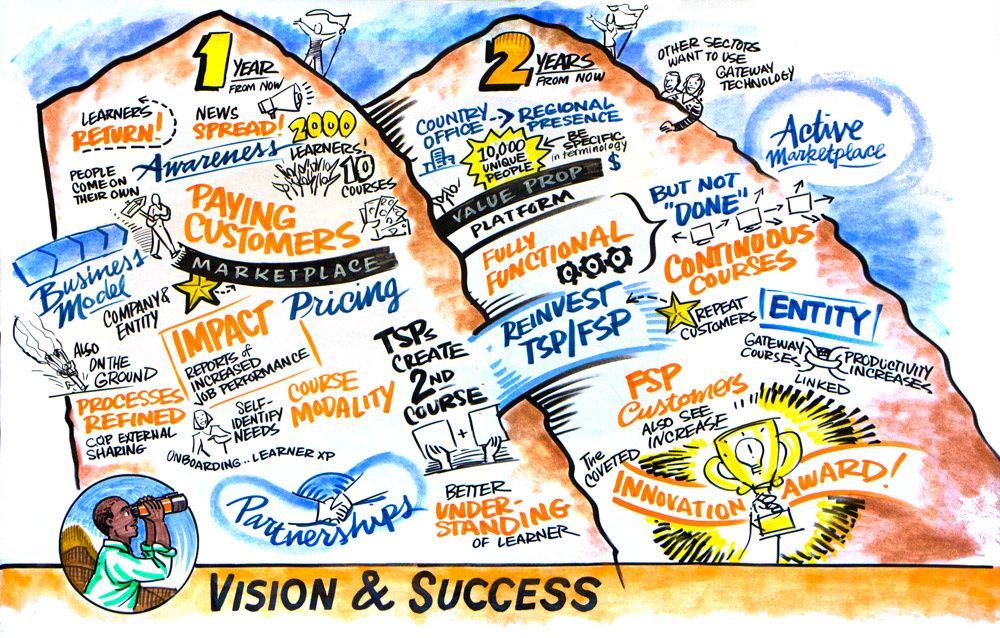 1
YEAR
FROM NOW
LEARNERS
RETURN!
NEWS
SPREAD!
2000
LEARNERS!
Awareness
10
COURSES
PEOPLE
COME ON
THEIR OWN
PAYING
CUSTOMERS
MARKETPLACE
Business
Model
COMPANY &
ENTITY
Pricing
IMPACT
REPORTS of
INCREASED
JOB PERFORMANCE
ALSO
ON THE
GROUND
PROCESSES
REFINED
COP EXTERNAL
SHARING
SELF-
IDENTIFY
NEEDS
ONBOARDING.. LEARNER XP
COURSE
MODALITY
TSPs
CREATE
2ND
COURSE
+
Partnerships
BETTER
UNDER-
STANDING
OF LEARNER
2
YEARS
FROM NOW
COUNTRY
OFFICE
REGIONAL
PRESENCE
10,000
UNIQUE
PEOPLE
BE
SPECIFIC
in terminology
$
VALUE PROP
PLATFORM
FULLY
FUNCTIONAL
BUT NOT
"DONE"
CONTINUOUS
COURSES
OTHER SECTORS
WANT TO USE
GATEWAY
TECHNOLOGY
Active
Marketplace
REINVEST
TSP/FSP
REPEAT
CUSTOMERS
ENTITY
GATEWAY
COURSES
LINKED
PRODUCTIVITY
INCREASES
FSP
Customers
ALSO SEE
INCREASE
The
COVETED
INNOVATION
AWARD!
VISION & SUCCESS